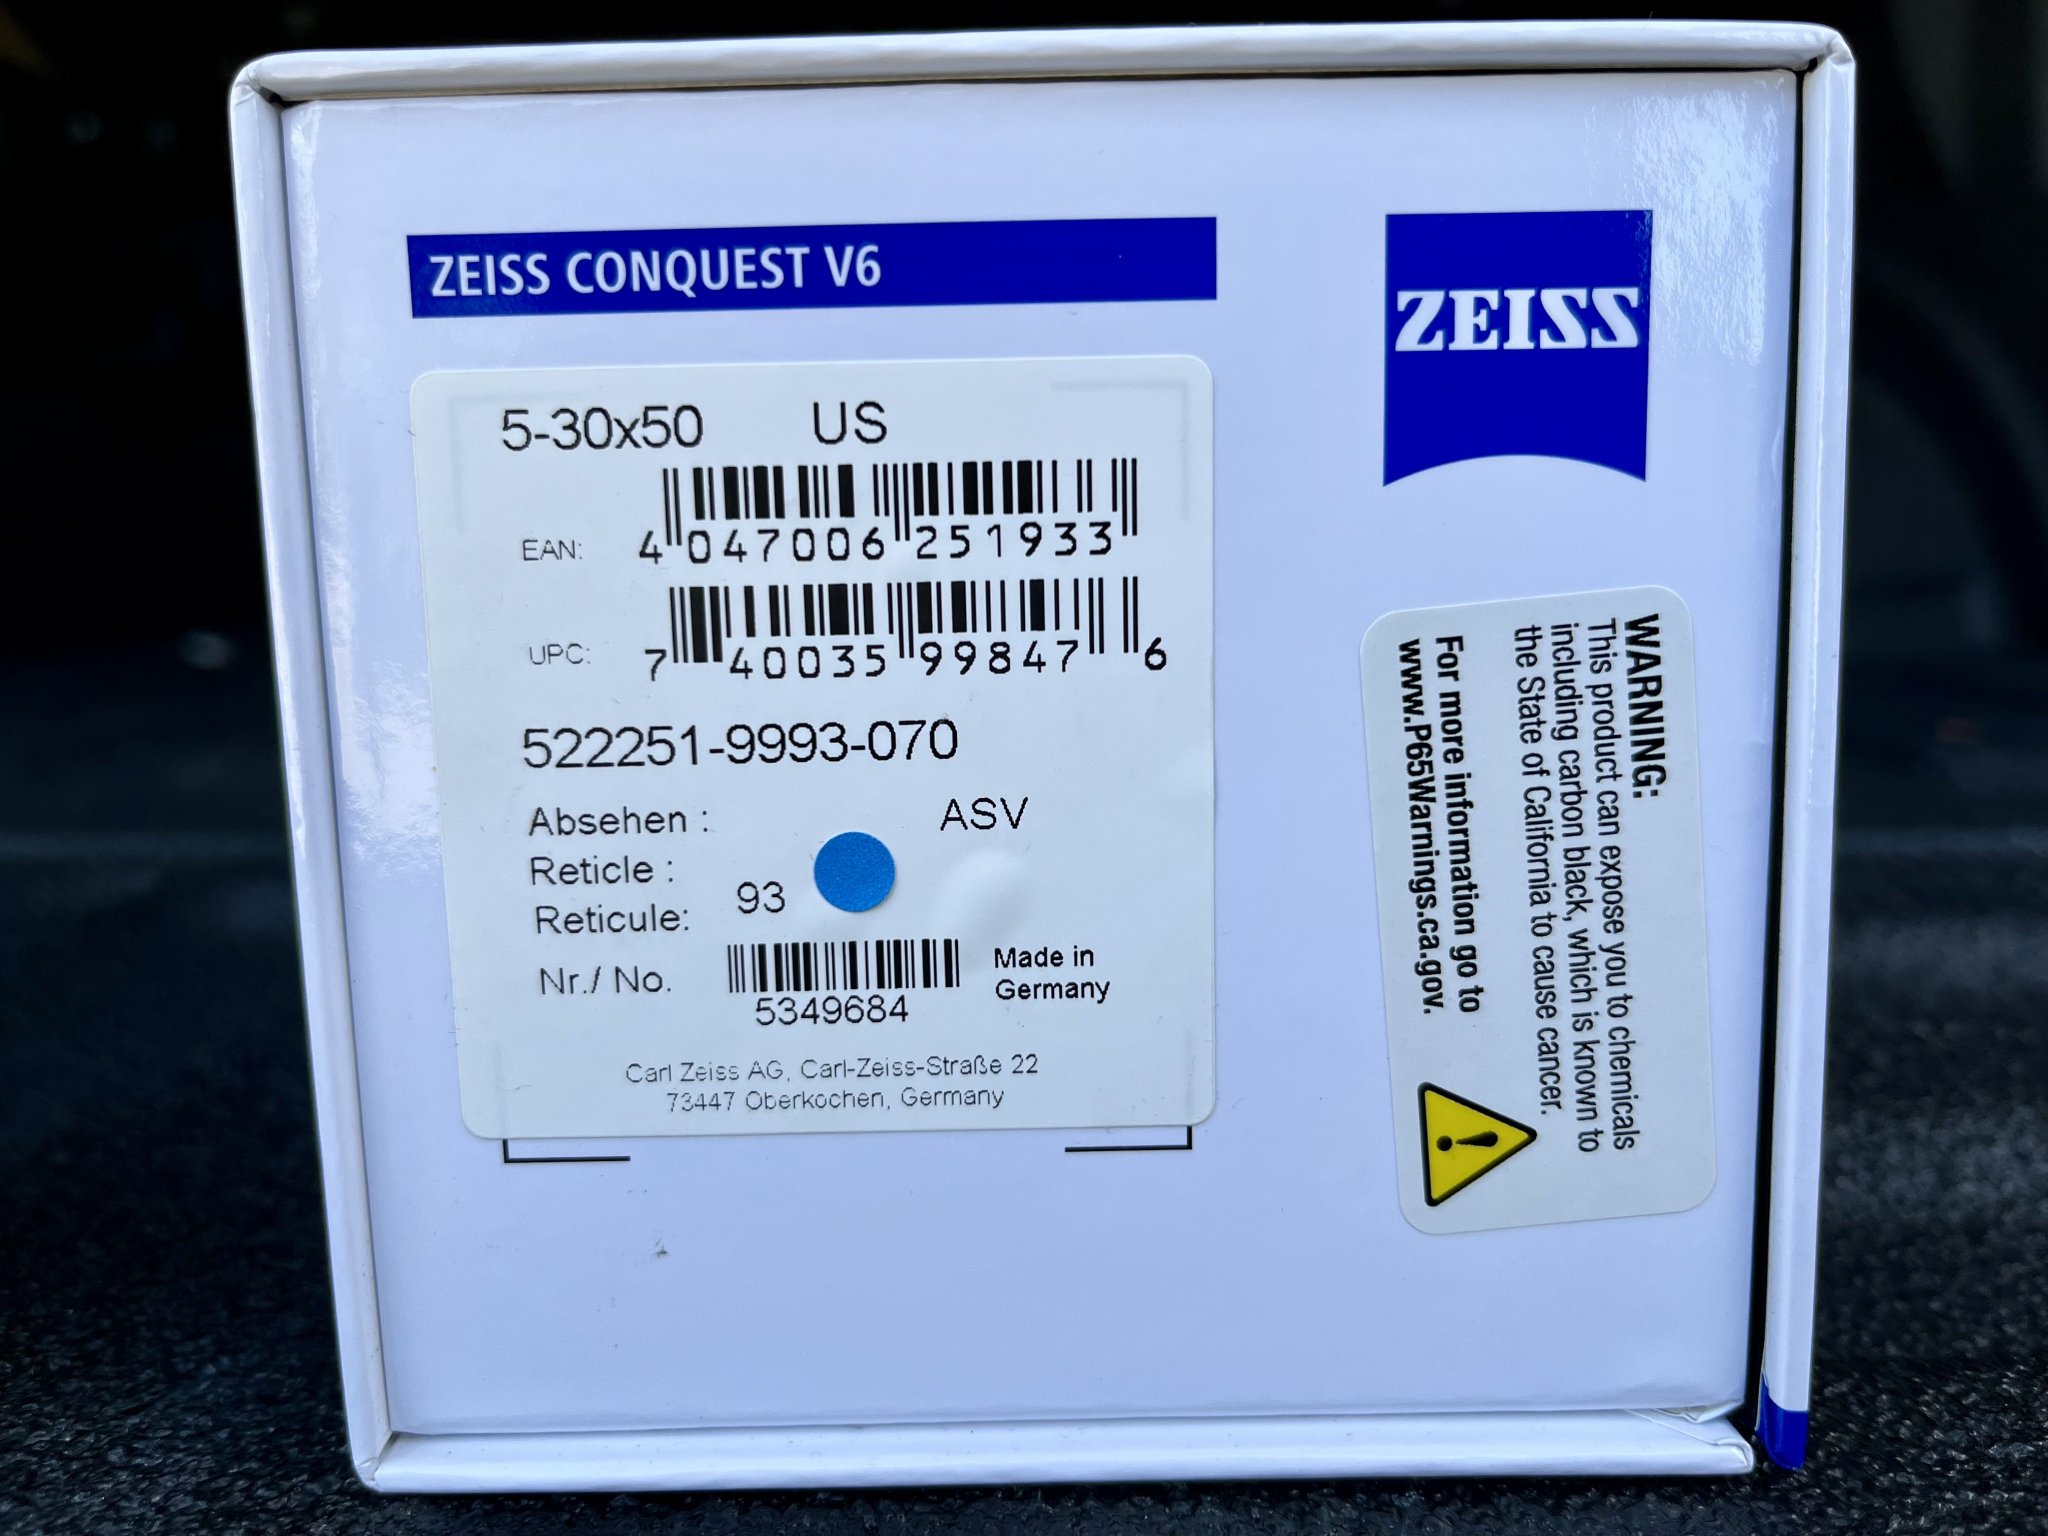 ZEISS CONQUEST V6
ZEISS
5-30x50 US
EAN: 4 047006 251933
UPC: 7 40035 99847 6
522251-9993-070
Absehen : ASV
Reticle :
Reticule: 93
Nr./ No. 5349684
Made in
Germany
Carl Zeiss AG, Carl-Zeiss-Straße 22
73447 Oberkochen, Germany
WARNING:
This product can expose you to chemicals
including carbon black, which is known to
the State of California to cause cancer.
For more information go to
www.P65Warnings.ca.gov.